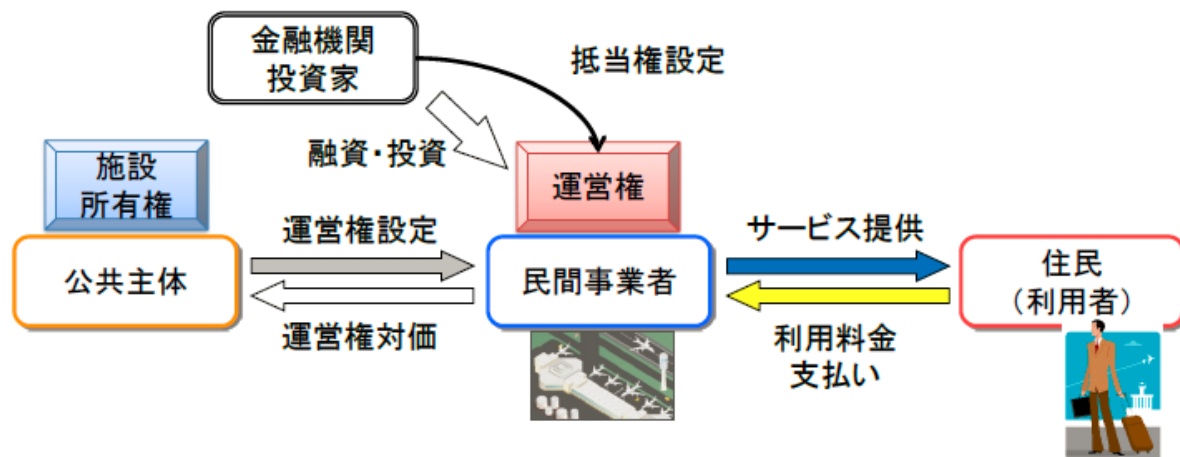 金融機関
投資家
抵当権設定
融資・投資
施設
所有権
運営権
運営権設定
サービス提供
公共主体
民間事業者
住民
（利用者）
運営権対価
利用料金
支払い